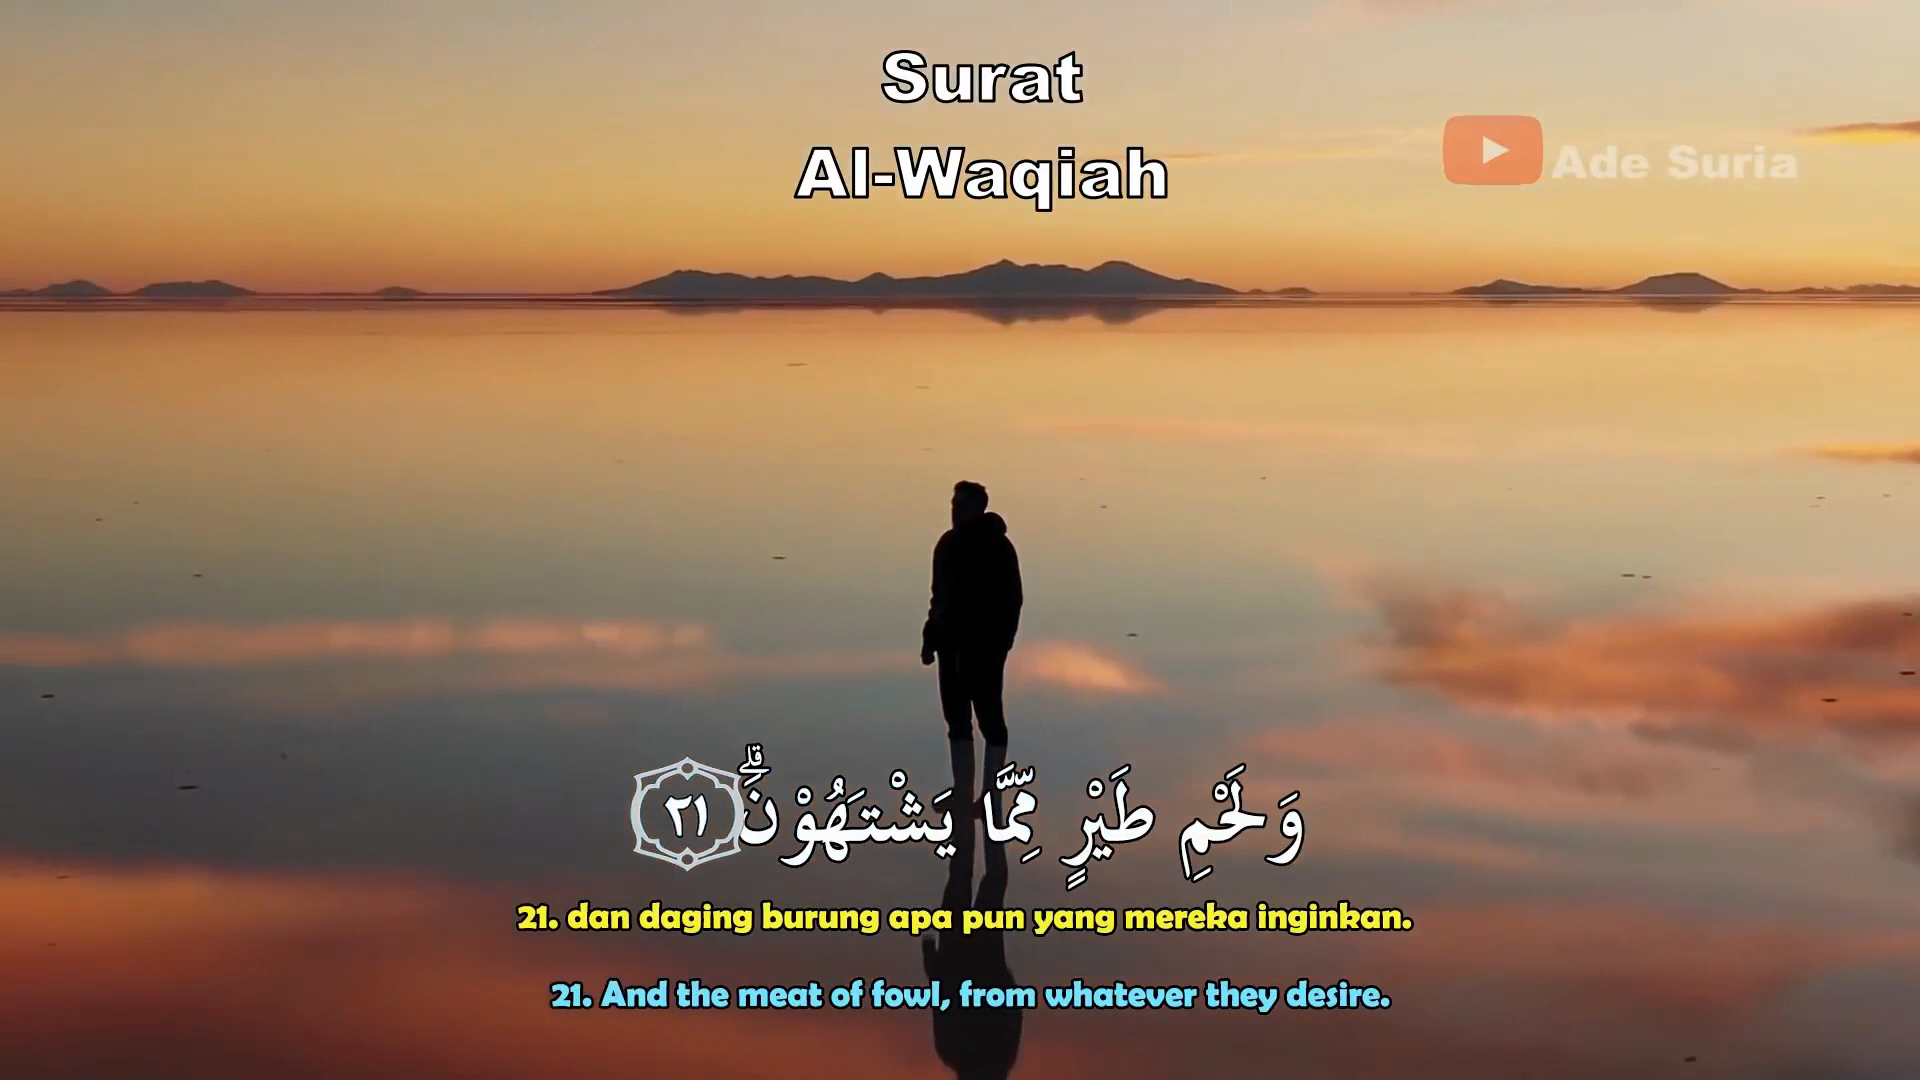 Surat
Al-Waqiah
Ade Suria
وَلَحْمِ طَيْرٍ مِّمَّا يَشْتَهُوْنَۗ ٢١
21. dan daging burung apa pun yang mereka inginkan.
21. And the meat of fowl, from whatever they desire.